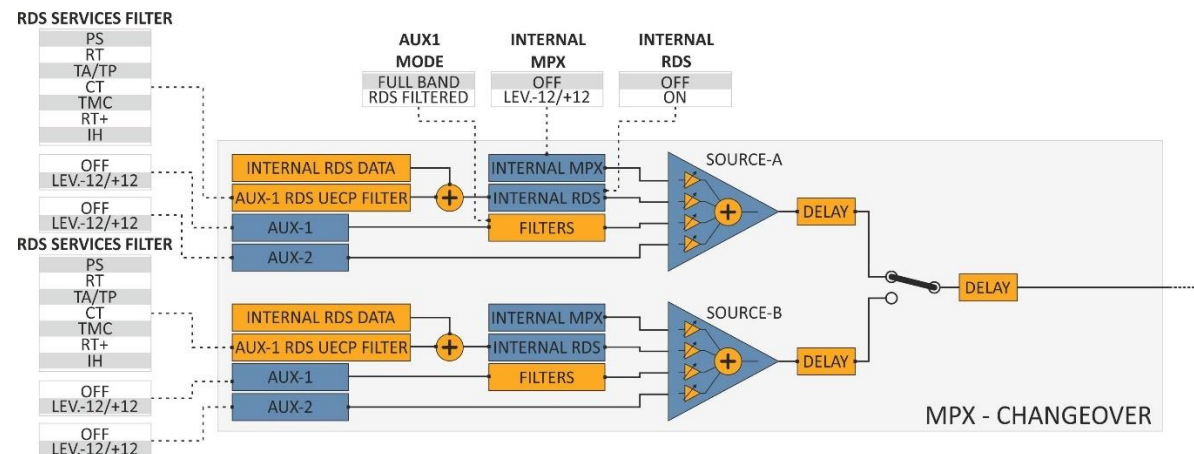 RDS SERVICES FILTER
PS
RT
TA/TP
CT
TMC
RT+
IH
OFF
LEV.-12/+12
OFF
LEV.-12/+12
RDS SERVICES FILTER
PS
RT
TA/TP
CT
TMC
RT+
IH
OFF
LEV.-12/+12
OFF
LEV.-12/+12
AUX1
MODE
FULL BAND
RDS FILTERED
INTERNAL
MPX
OFF
LEV.-12/+12
INTERNAL
RDS
OFF
ON
INTERNAL RDS DATA
AUX-1 RDS UECP FILTER
AUX-1
AUX-2
INTERNAL MPX
INTERNAL RDS
FILTERS
SOURCE-A
DELAY
INTERNAL RDS DATA
AUX-1 RDS UECP FILTER
AUX-1
AUX-2
INTERNAL MPX
INTERNAL RDS
FILTERS
SOURCE-B
DELAY
DELAY
MPX - CHANGEOVER